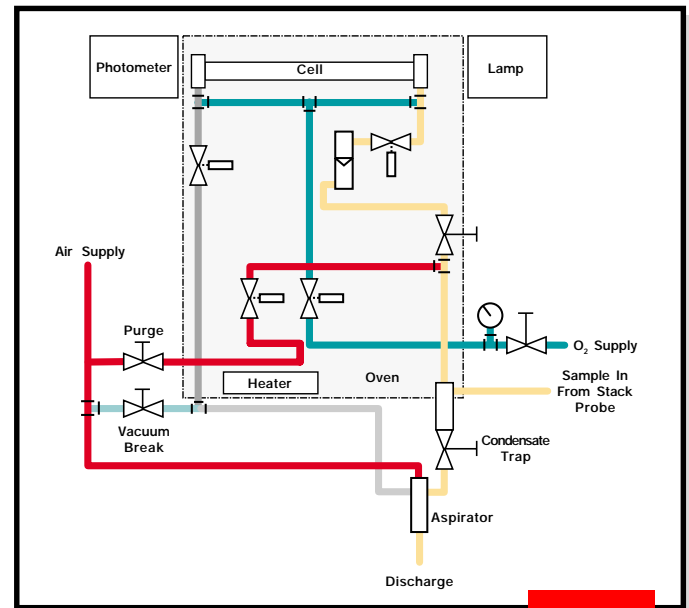 Photometer
Cell
Lamp
Air Supply
Purge
O₂ Supply
Heater
Oven
Sample In
From Stack
Probe
Vacuum
Break
Condensate
Trap
Aspirator
Discharge